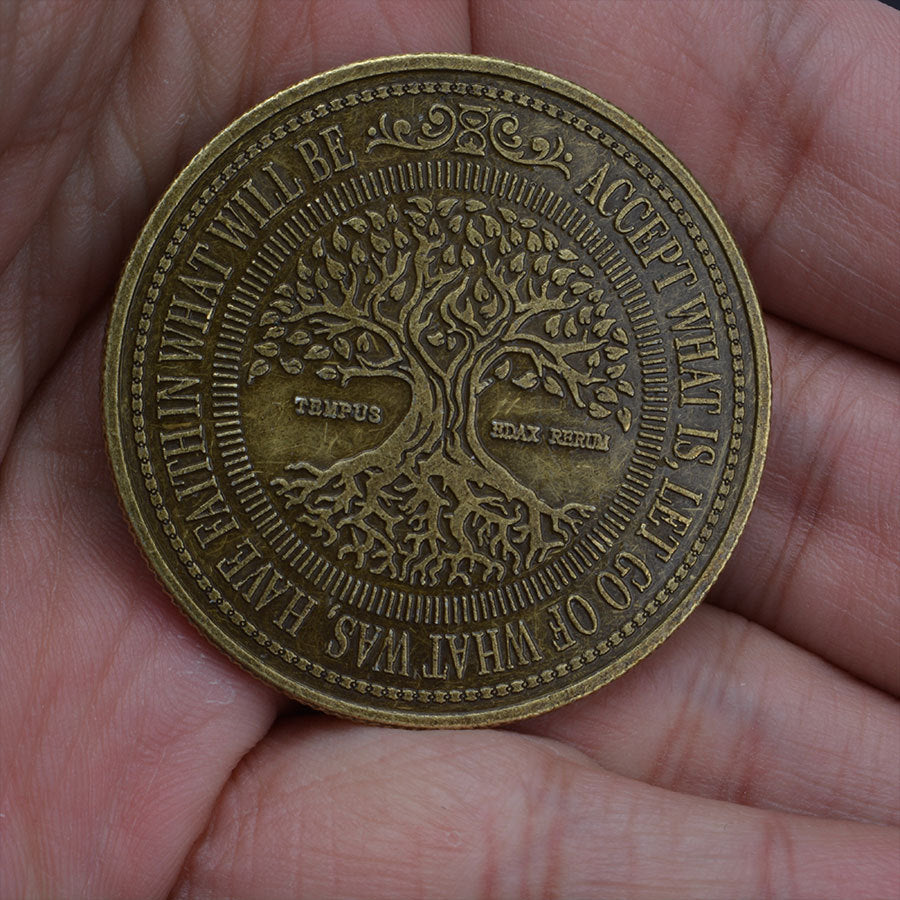 ACCEPT WHAT IS, LET GO OF WHAT WAS, HAVE FAITH IN WHAT WILL BE
TEMPUS
EDAX RERUM